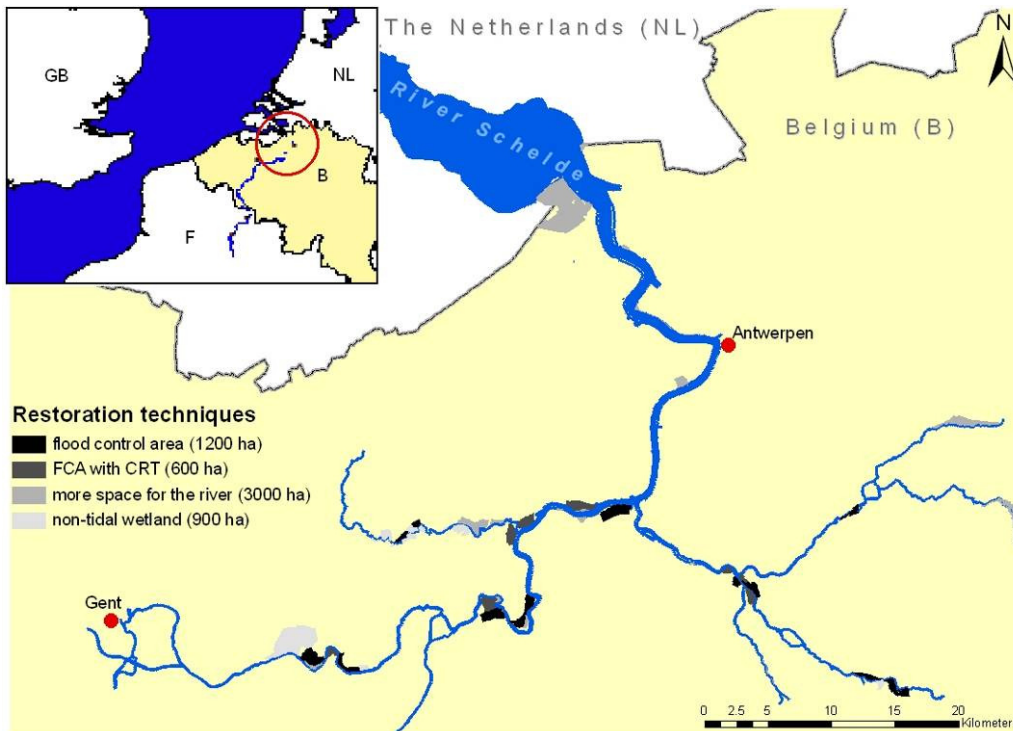 GB
NL
B
F
The Netherlands (NL)
N
River Schelde
Belgium (B)
Antwerpen
Restoration techniques
flood control area (1200 ha)
FCA with CRT (600 ha)
more space for the river (3000 ha)
non-tidal wetland (900 ha)
Gent
0 2.5 5 10 15 20
Kilometer